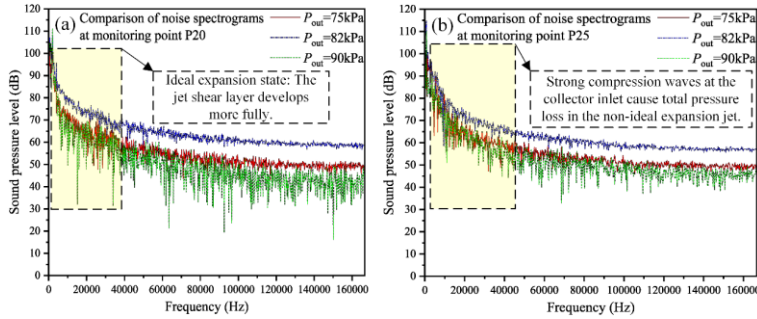 (a)
Comparison of noise spectrograms
at monitoring point P20
Pout=75kPa
Pout=82kPa
Pout=90kPa
Ideal expansion state: The
jet shear layer develops
more fully.
Sound pressure level (dB)
120
110
100
90
80
70
60
50
40
30
20
10
0
0 20000 40000 60000 80000 100000 120000 140000 160000
Frequency (Hz)
(b)
Comparison of noise spectrograms
at monitoring point P25
Pout=75kPa
Pout=82kPa
Pout=90kPa
Strong compression waves at the
collector inlet cause total pressure
loss in the non-ideal expansion jet.
Sound pressure level (dB)
120
110
100
90
80
70
60
50
40
30
20
10
0
0 20000 40000 60000 80000 100000 120000 140000 160000
Frequency (Hz)